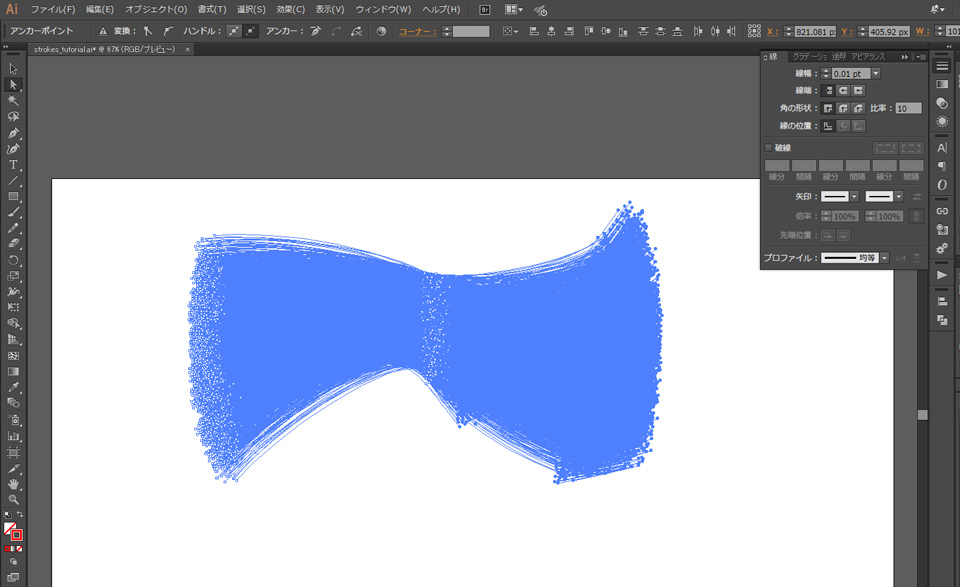 Ai ファイル(F) 編集(E) オブジェクト(O) 書式(T) 選択(S) 効果(C) 表示(V) ウィンドウ(W) ヘルプ(H) Br
アンカーポイント 変換: ハンドル: アンカー: コーナー: X: 821.081 p Y: 405.92 px W: 101
strokes_tutorial.ai* @ 67% (RGB/プレビュー) ×
線 グラデーショ 透明 アピアランス
線幅: 0.01 pt
線端:
角の形状: 比率: 10
線の位置:
破線
線分 間隔 線分 間隔 線分 間隔
矢印:
倍率: 100% 100%
先端位置:
プロファイル: 均等